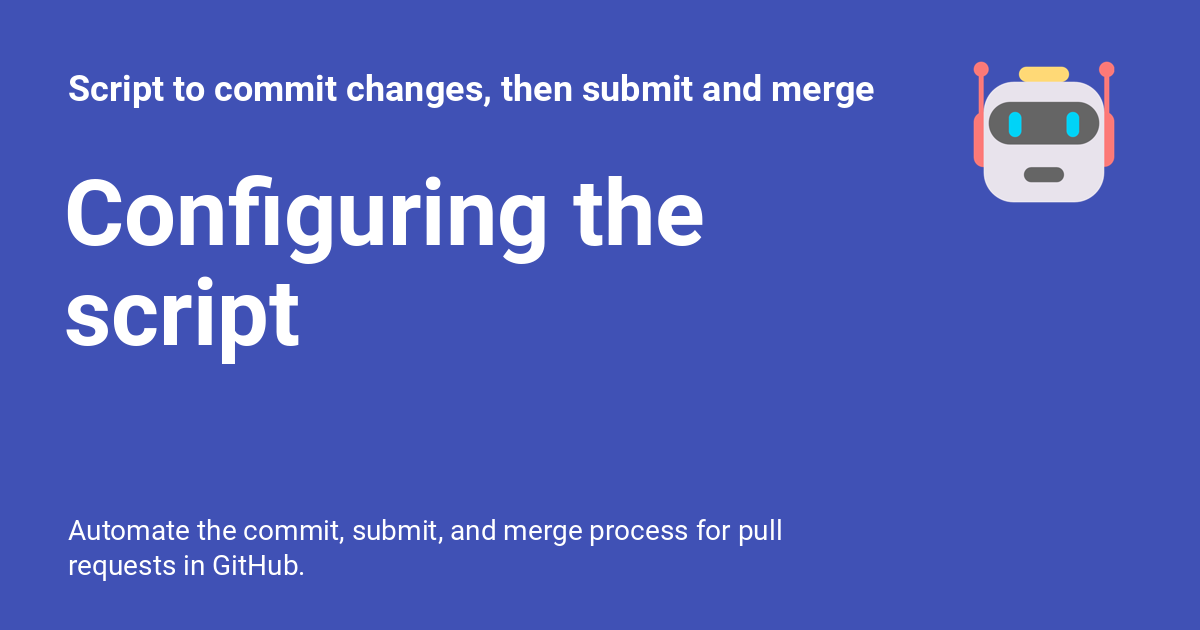 Script to commit changes, then submit and merge
Configuring the
script
Automate the commit, submit, and merge process for pull
requests in GitHub.